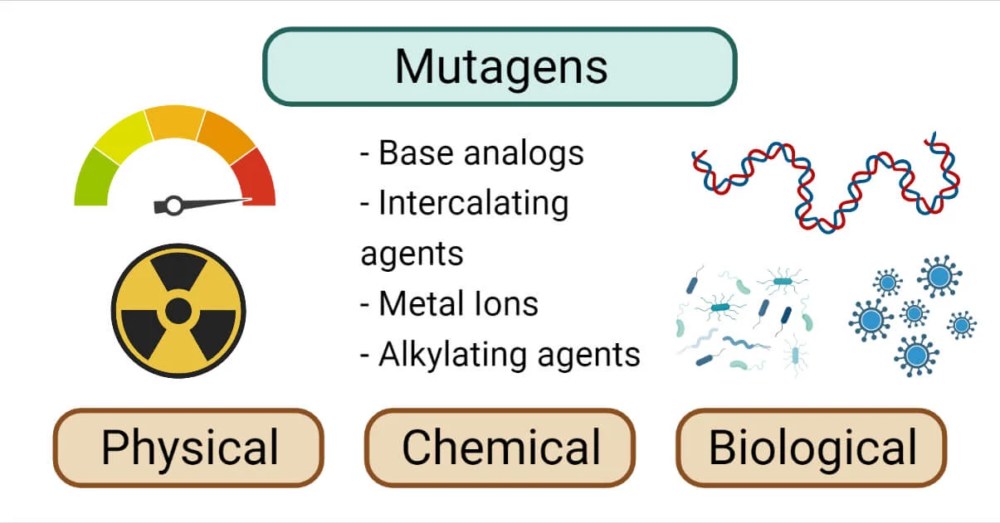 Mutagens
- Base analogs
- Intercalating
agents
- Metal Ions
- Alkylating agents
Physical
Chemical
Biological